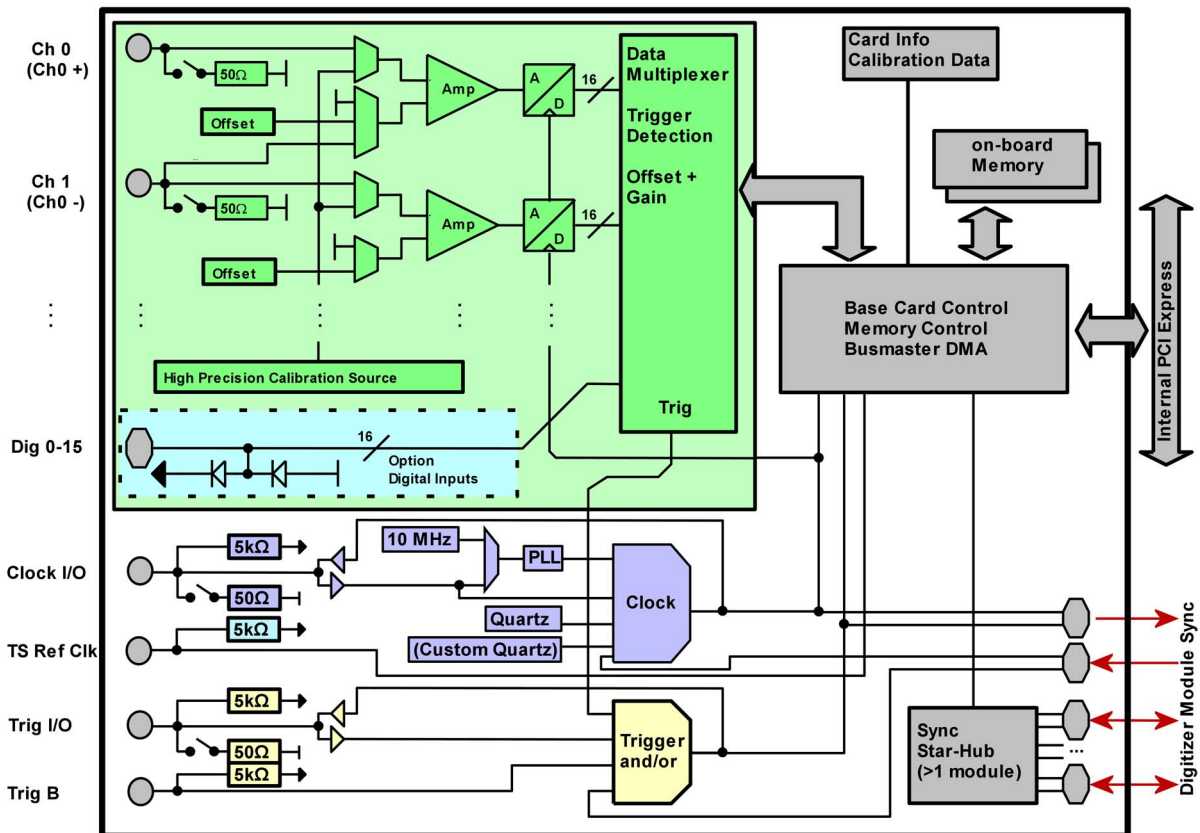 Ch 0
(Ch0 +)
50Ω
Offset
Amp
A
D
16
Data
Multiplexer
Trigger
Detection
Offset +
Gain
Trig
Card Info
Calibration Data
on-board
Memory
Ch 1
(Ch0 -)
50Ω
Offset
Amp
A
D
16
Base Card Control
Memory Control
Busmaster DMA
Internal PCI Express
High Precision Calibration Source
Dig 0-15
16
Option
Digital Inputs
Clock I/O
5kΩ
50Ω
10 MHz
PLL
Clock
Quartz
(Custom Quartz)
TS Ref Clk
5kΩ
Trig I/O
5kΩ
50Ω
Trig B
5kΩ
Trigger
and/or
Sync
Star-Hub
(>1 module)
Digitizer Module Sync